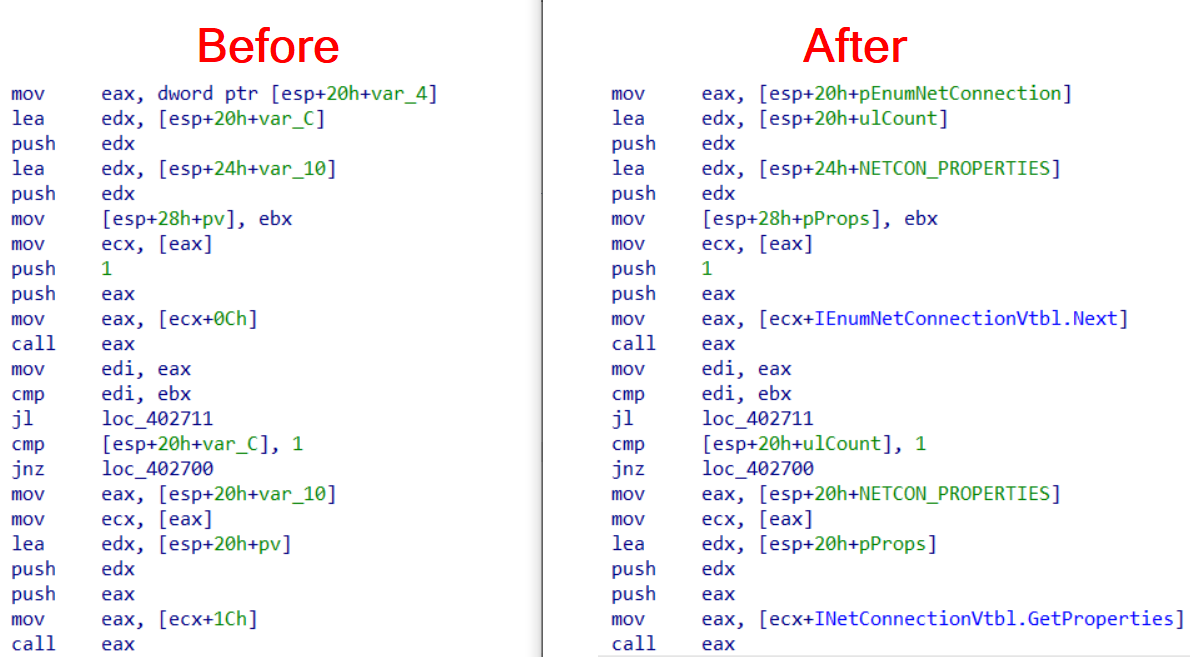 Before
mov eax, dword ptr [esp+20h+var_4]
lea edx, [esp+20h+var_C]
push edx
lea edx, [esp+24h+var_10]
push edx
mov [esp+28h+pv], ebx
mov ecx, [eax]
push 1
push eax
mov eax, [ecx+0Ch]
call eax
mov edi, eax
cmp edi, ebx
jl loc_402711
cmp [esp+20h+var_C], 1
jnz loc_402700
mov eax, [esp+20h+var_10]
mov ecx, [eax]
lea edx, [esp+20h+pv]
push edx
push eax
mov eax, [ecx+1Ch]
call eax
After
mov eax, [esp+20h+pEnumNetConnection]
lea edx, [esp+20h+ulCount]
push edx
lea edx, [esp+24h+NETCON_PROPERTIES]
push edx
mov [esp+28h+pProps], ebx
mov ecx, [eax]
push 1
push eax
mov eax, [ecx+IEnumNetConnectionVtbl.Next]
call eax
mov edi, eax
cmp edi, ebx
jl loc_402711
cmp [esp+20h+ulCount], 1
jnz loc_402700
mov eax, [esp+20h+NETCON_PROPERTIES]
mov ecx, [eax]
lea edx, [esp+20h+pProps]
push edx
push eax
mov eax, [ecx+INetConnectionVtbl.GetProperties]
call eax